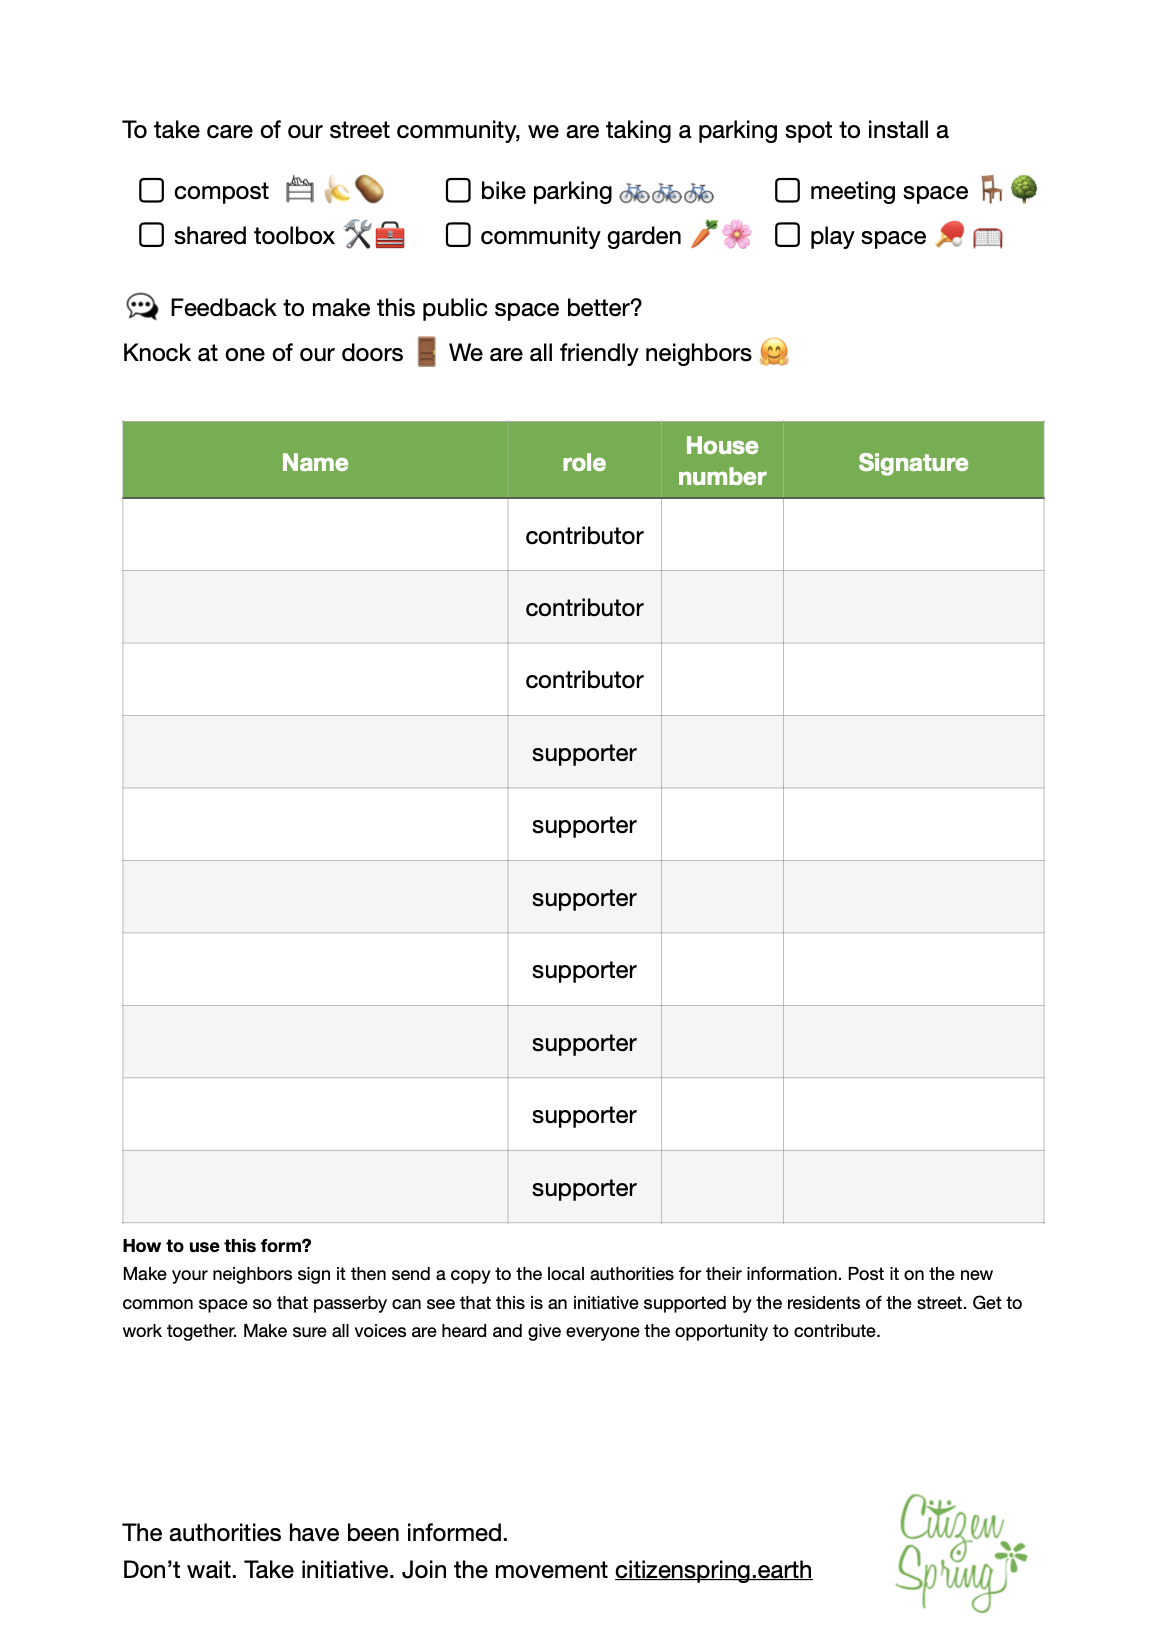 To take care of our street community, we are taking a parking spot to install a
compost bike parking meeting space
shared toolbox community garden play space
Feedback to make this public space better?
Knock at one of our doors We are all friendly neighbors
Name role House number Signature
contributor
contributor
contributor
supporter
supporter
supporter
supporter
supporter
supporter
supporter
How to use this form?
Make your neighbors sign it then send a copy to the local authorities for their information. Post it on the new
common space so that passerby can see that this is an initiative supported by the residents of the street. Get to
work together. Make sure all voices are heard and give everyone the opportunity to contribute.
The authorities have been informed.
Don’t wait. Take initiative. Join the movement citizenspring.earth
Citizen
Spring